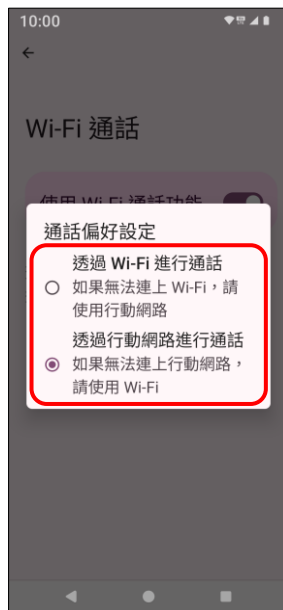 10:00
Wi-Fi 通話
使用 Wi-Fi 通話功能
通話偏好設定
透過 Wi-Fi 進行通話
如果無法連上 Wi-Fi，請
使用行動網路
透過行動網路進行通話
如果無法連上行動網路，
請使用 Wi-Fi